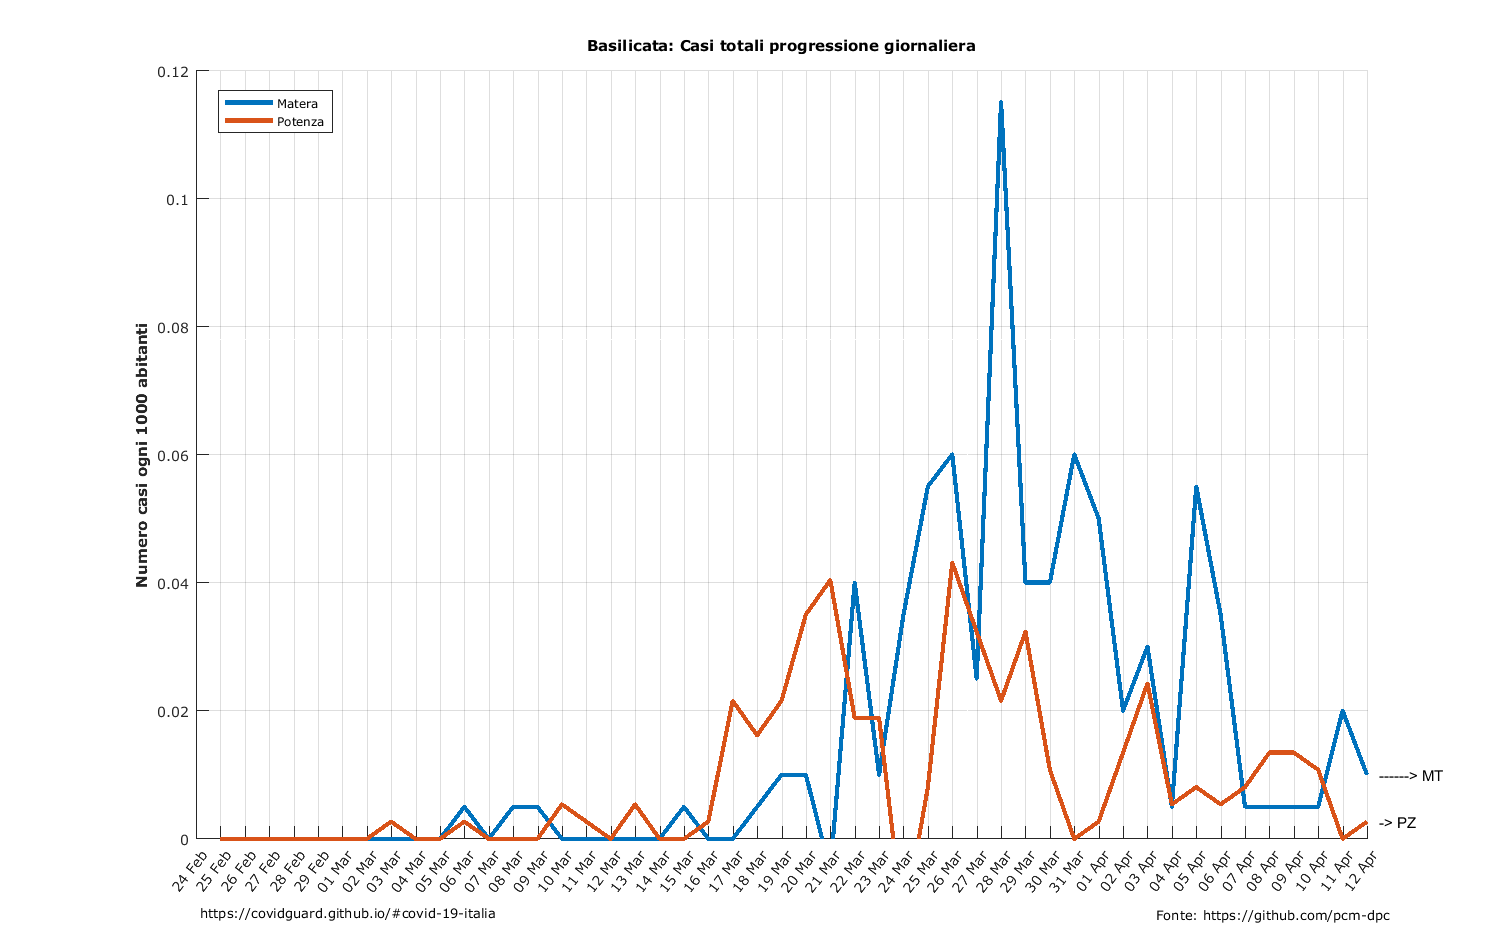 Basilicata: Casi totali progressione giornaliera
0.12
0.1
0.08
0.06
0.04
0.02
0
Numero casi ogni 1000 abitanti
Matera
Potenza
------> MT
-> PZ
24 Feb
25 Feb
26 Feb
27 Feb
28 Feb
29 Feb
01 Mar
02 Mar
03 Mar
04 Mar
05 Mar
06 Mar
07 Mar
08 Mar
09 Mar
10 Mar
11 Mar
12 Mar
13 Mar
14 Mar
15 Mar
16 Mar
17 Mar
18 Mar
19 Mar
20 Mar
21 Mar
22 Mar
23 Mar
24 Mar
25 Mar
26 Mar
27 Mar
28 Mar
29 Mar
30 Mar
31 Mar
01 Apr
02 Apr
03 Apr
04 Apr
05 Apr
06 Apr
07 Apr
08 Apr
09 Apr
10 Apr
11 Apr
12 Apr
https://covidguard.github.io/#covid-19-italia
Fonte: https://github.com/pcm-dpc